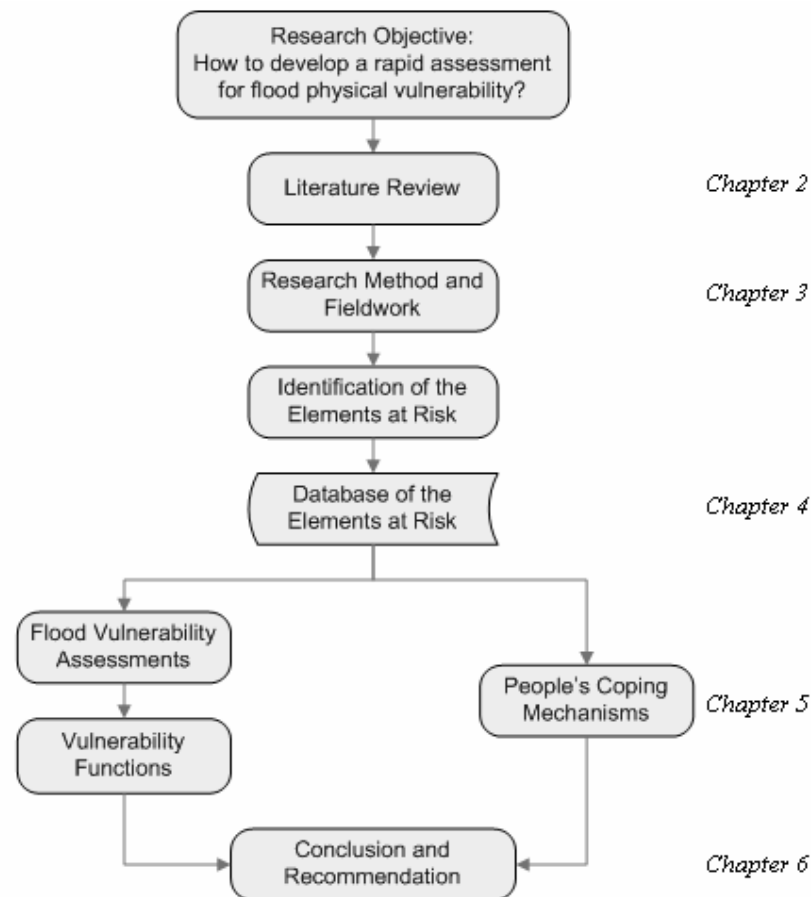 Research Objective:
How to develop a rapid assessment
for flood physical vulnerability?
Literature Review
Chapter 2
Research Method and
Fieldwork
Chapter 3
Identification of the
Elements at Risk
Database of the
Elements at Risk
Chapter 4
Flood Vulnerability
Assessments
People's Coping
Mechanisms
Chapter 5
Vulnerability
Functions
Conclusion and
Recommendation
Chapter 6